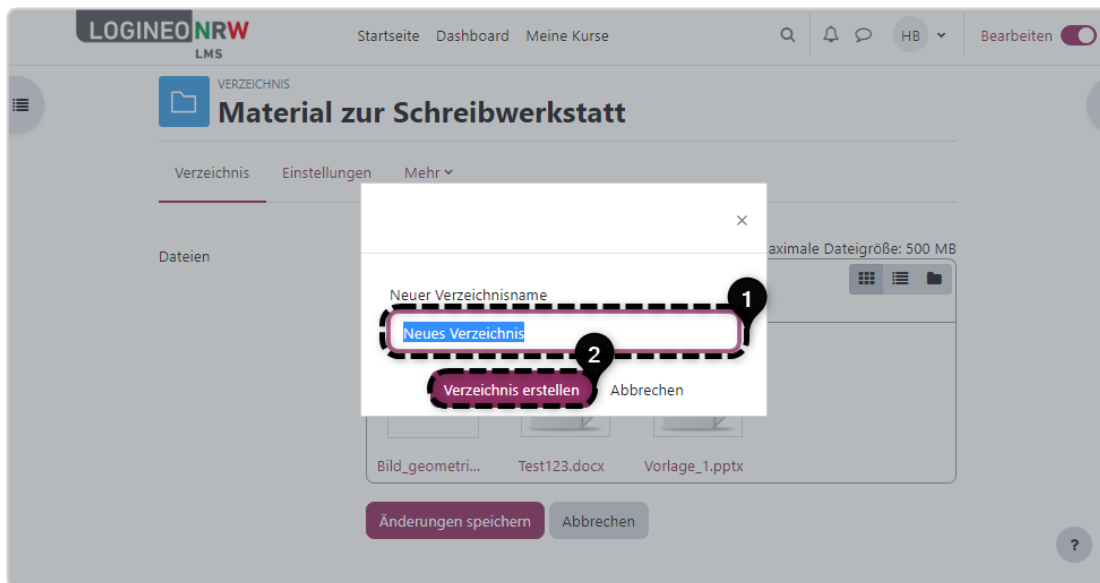 LOGINEO NRW
LMS
Startseite Dashboard Meine Kurse
HB
Bearbeiten
VERZEICHNIS
Material zur Schreibwerkstatt
Verzeichnis Einstellungen Mehr
×
Dateien
aximale Dateigröße: 500 MB
Neuer Verzeichnisname
1
Neues Verzeichnis
2
Verzeichnis erstellen Abbrechen
Bild_geometri... Test123.docx Vorlage_1.pptx
Änderungen speichern Abbrechen
?